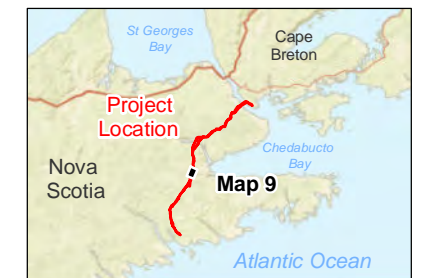 St Georges
Bay
Cape
Breton
Project
Location
Chedabucto
Bay
Nova
Scotia
Map 9
Atlantic Ocean